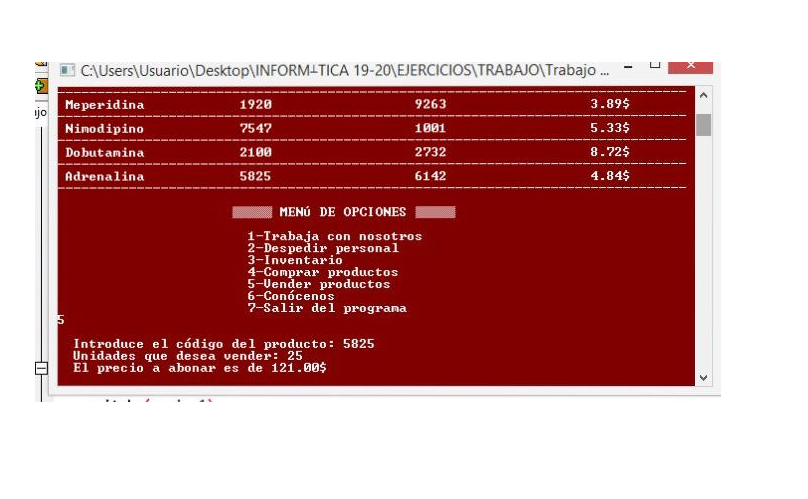 C:\Users\Usuario\Desktop\INFORM┴TICA 19-20\EJERCICIOS\TRABAJO\Trabajo ...
Meperidina 1920 9263 3.89$
Nimodipino 7547 1001 5.33$
Dobutamina 2100 2732 8.72$
Adrenalina 5825 6142 4.84$
MENú DE OPCIONES
1-Trabaja con nosotros
2-Despedir personal
3-Inventario
4-Comprar productos
5-Vender productos
6-Conócenos
7-Salir del programa
5
Introduce el código del producto: 5825
Unidades que desea vender: 25
El precio a abonar es de 121.00$